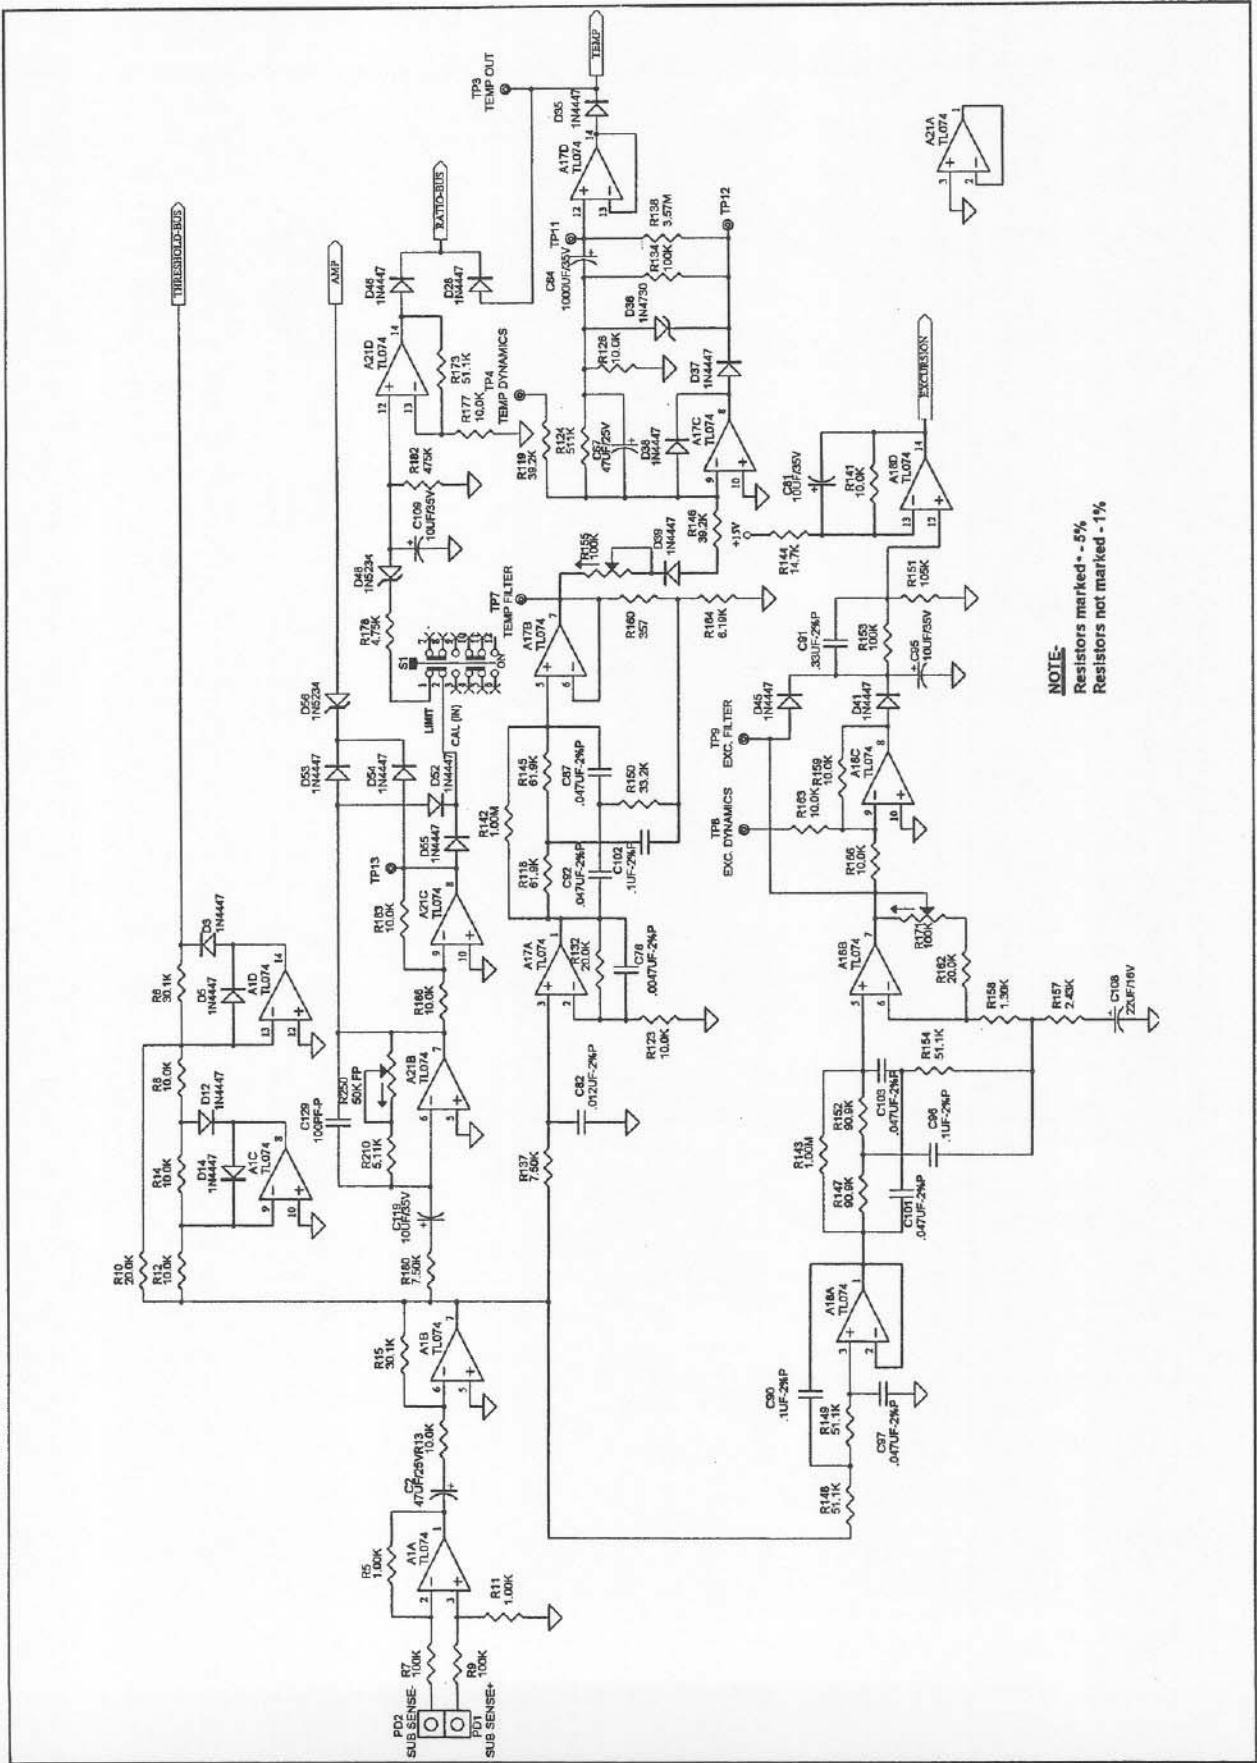 PD2
SUB SENSE-
PD1
SUB SENSE+
R7
100K
R9
100K
R5
1.00K
A1A
TL074
R11
1.00K
C2
47UF/25V
R13
10.0K
R15
30.1K
A1B
TL074
R10
20.0K
R12
10.0K
R14
10.0K
D14
1N4447
A1C
TL074
D12
1N4447
R8
10.0K
R6
30.1K
D5
1N4447
A1D
TL074
D3
1N4447
THRESHOLD-BUS
R180
7.50K
C119
10UF/35V
R210
5.11K
C129
100PF-P
R250
50K FP
A21B
TL074
R186
10.0K
R183
10.0K
A21C
TL074
TP13
D55
1N4447
D52
1N4447
D54
1N4447
D53
1N4447
D56
1N5234
AMP
LIMIT
CAL (IN)
S1
ON
R178
4.75K
D48
1N5234
C109
10UF/35V
R182
475K
A21D
TL074
R173
51.1K
R177
10.0K
D46
1N4447
D28
1N4447
RATIO-BUS
TP3
TEMP OUT
TEMP
D35
1N4447
A17D
TL074
TP11
C84
1000UF/35V
R138
3.57M
R134
100K
TP12
D36
1N4730
R126
10.0K
TP4
TEMP DYNAMICS
R119
39.2K
R124
511K
47UF/25V
D38
1N4447
D37
1N4447
A17C
TL074
R146
39.2K
R155
100K
D39
1N4447
TP7
TEMP FILTER
A17B
TL074
R160
357
R164
6.19K
R142
1.00M
R145
61.9K
C87
.047UF-2%P
R150
33.2K
R118
61.9K
C92
.047UF-2%P
C102
.1UF-2%P
A17A
TL074
R132
20.0K
C78
.0047UF-2%P
R123
10.0K
C82
.012UF-2%P
R137
7.50K
R148
51.1K
R149
51.1K
C90
.1UF-2%P
C97
.047UF-2%P
A18A
TL074
R143
1.00M
R147
90.9K
R152
90.9K
C101
.047UF-2%P
C103
.047UF-2%P
C96
.1UF-2%P
R154
51.1K
R158
1.30K
R157
2.43K
C108
22UF/16V
A18B
TL074
R171
100K
R162
20.0K
R166
10.0K
R163
10.0K
R159
10.0K
A18C
TL074
TP8
EXC. DYNAMICS
TP9
EXC. FILTER
D45
1N4447
D41
1N4447
C91
.33UF-2%P
R153
100K
C95
10UF/35V
R151
105K
+15V
R144
14.7K
C81
10UF/35V
R141
10.0K
A18D
TL074
EXCURSION
A21A
TL074
NOTE-
Resistors marked * - 5%
Resistors not marked - 1%